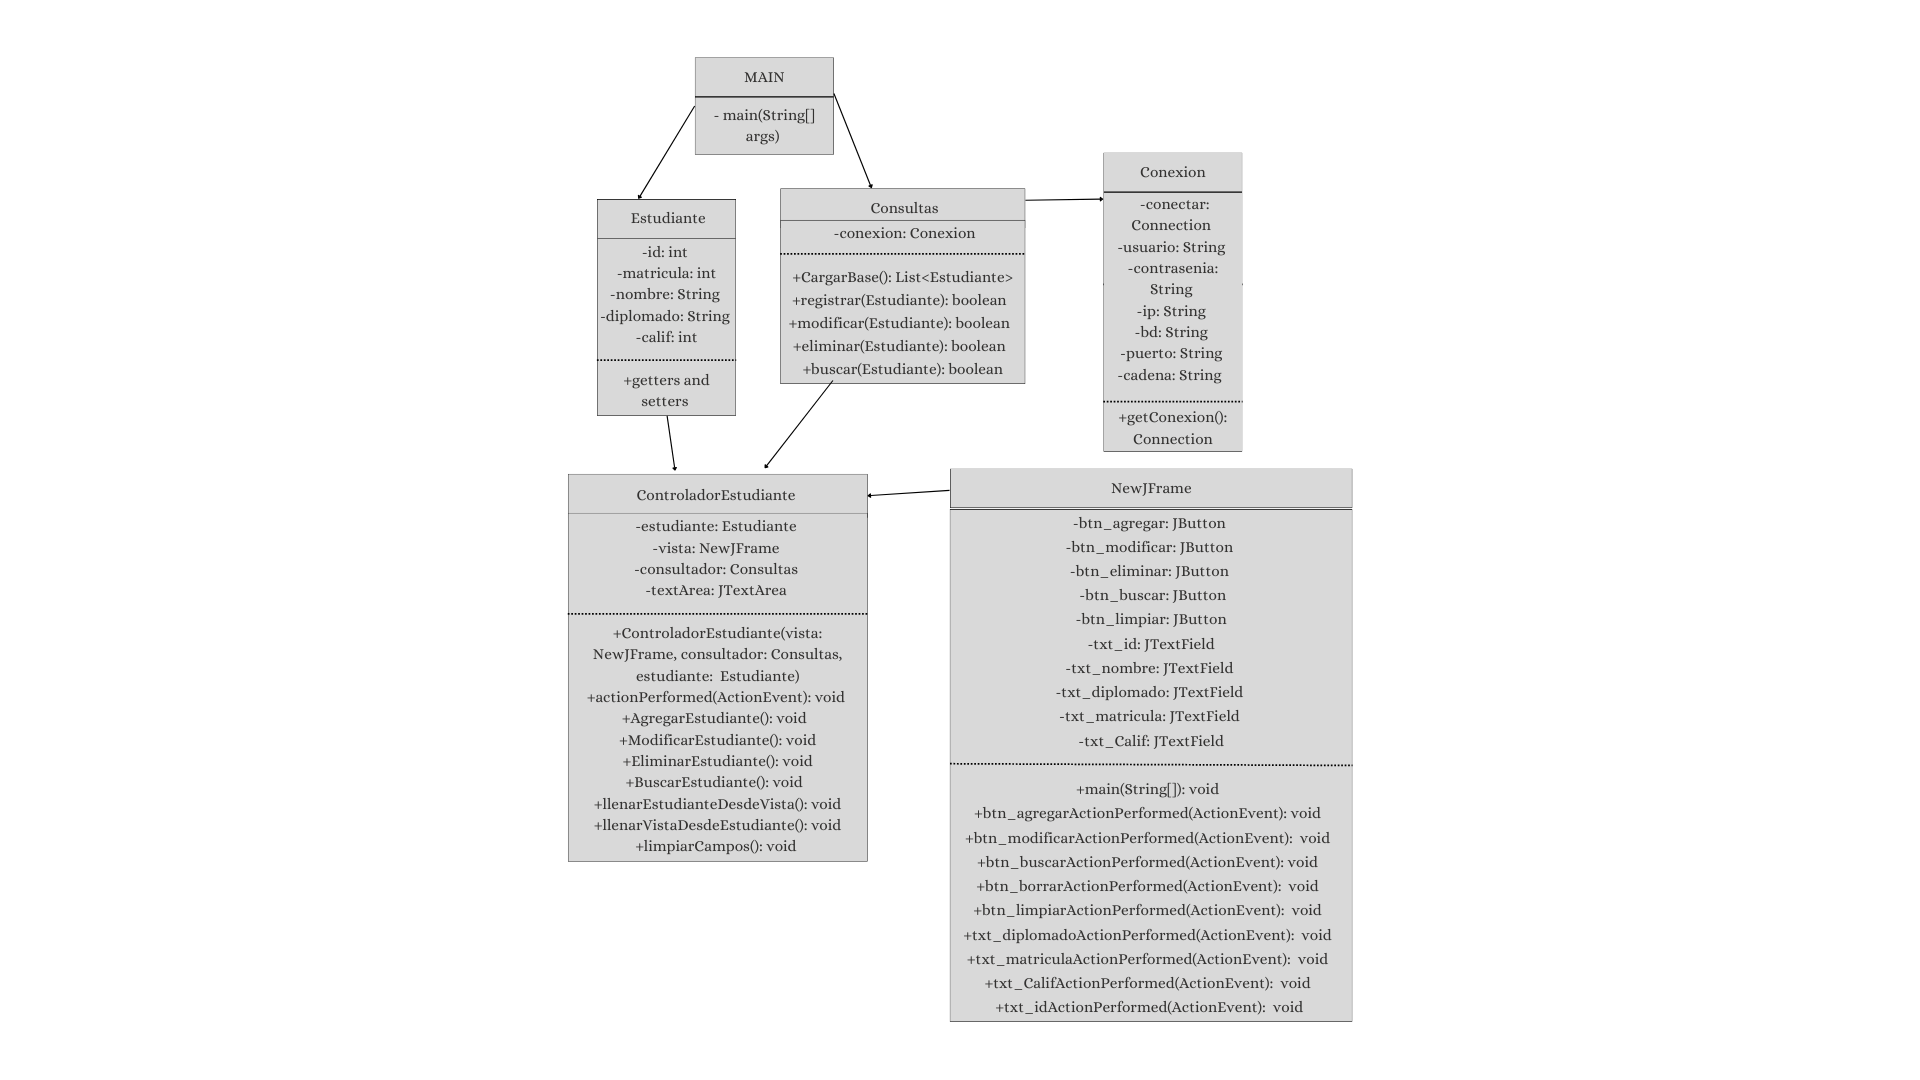 MAIN
- main(String[]
args)
Estudiante
-id: int
-matricula: int
-nombre: String
-diplomado: String
-calif: int
+getters and
setters
Consultas
-conexion: Conexion
+CargarBase(): List<Estudiante>
+registrar(Estudiante): boolean
+modificar(Estudiante): boolean
+eliminar(Estudiante): boolean
+buscar(Estudiante): boolean
Conexion
-conectar:
Connection
-usuario: String
-contrasenia:
String
-ip: String
-bd: String
-puerto: String
-cadena: String
+getConexion():
Connection
ControladorEstudiante
-estudiante: Estudiante
-vista: NewJFrame
-consultador: Consultas
-textArea: JTextArea
+ControladorEstudiante(vista:
NewJFrame, consultador: Consultas,
estudiante: Estudiante)
+actionPerformed(ActionEvent): void
+AgregarEstudiante(): void
+ModificarEstudiante(): void
+EliminarEstudiante(): void
+BuscarEstudiante(): void
+llenarEstudianteDesdeVista(): void
+llenarVistaDesdeEstudiante(): void
+limpiarCampos(): void
NewJFrame
-btn_agregar: JButton
-btn_modificar: JButton
-btn_eliminar: JButton
-btn_buscar: JButton
-btn_limpiar: JButton
-txt_id: JTextField
-txt_nombre: JTextField
-txt_diplomado: JTextField
-txt_matricula: JTextField
-txt_Calif: JTextField
+main(String[]): void
+btn_agregarActionPerformed(ActionEvent): void
+btn_modificarActionPerformed(ActionEvent): void
+btn_buscarActionPerformed(ActionEvent): void
+btn_borrarActionPerformed(ActionEvent): void
+btn_limpiarActionPerformed(ActionEvent): void
+txt_diplomadoActionPerformed(ActionEvent): void
+txt_matriculaActionPerformed(ActionEvent): void
+txt_CalifActionPerformed(ActionEvent): void
+txt_idActionPerformed(ActionEvent): void